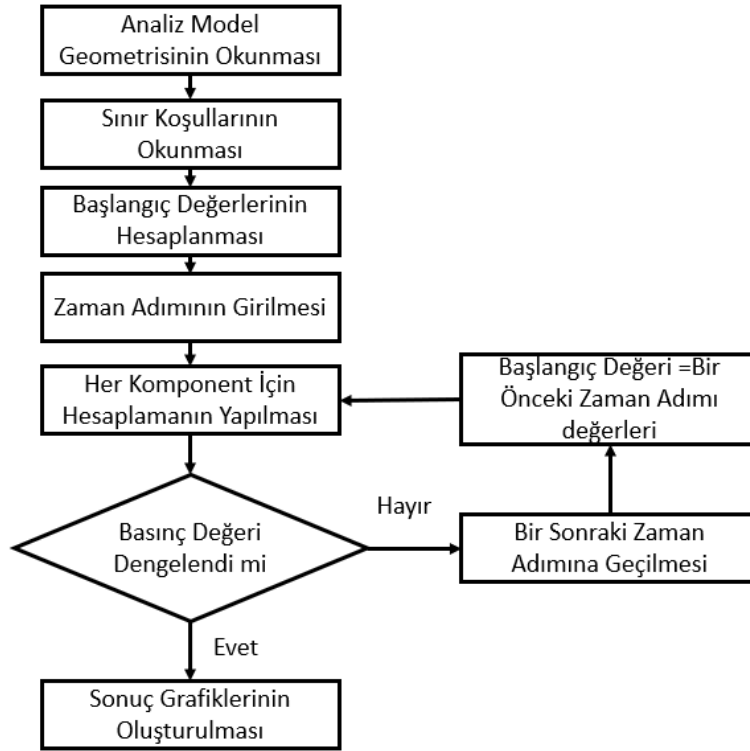 Analiz Model
Geometrisinin Okunması
Sınır Koşullarının
Okunması
Başlangıç Değerlerinin
Hesaplanması
Zaman Adımının Girilmesi
Her Komponent İçin
Hesaplamanın Yapılması
Başlangıç Değeri =Bir
Önceki Zaman Adımı
değerleri
Basınç Değeri
Dengelendi mi
Hayır
Bir Sonraki Zaman
Adımına Geçilmesi
Evet
Sonuç Grafiklerinin
Oluşturulması